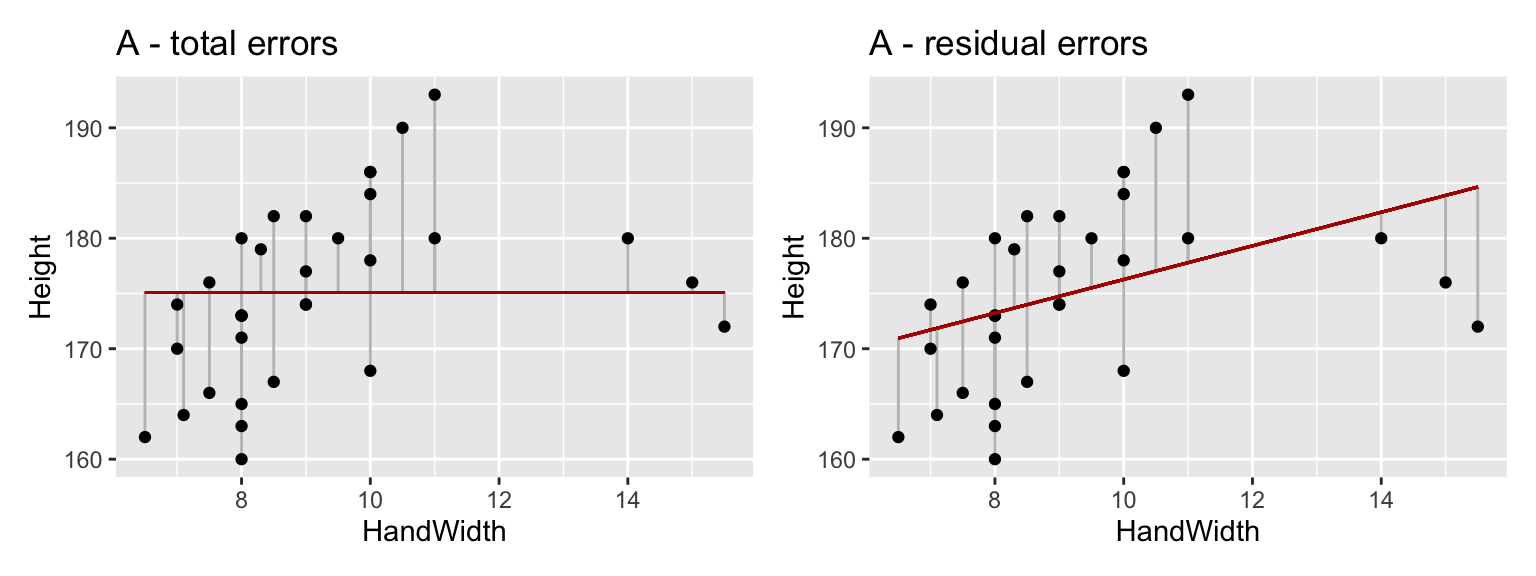 A - total errors
Height
190
180
170
160
8 10 12 14
HandWidth
A - residual errors
Height
190
180
170
160
8 10 12 14
HandWidth